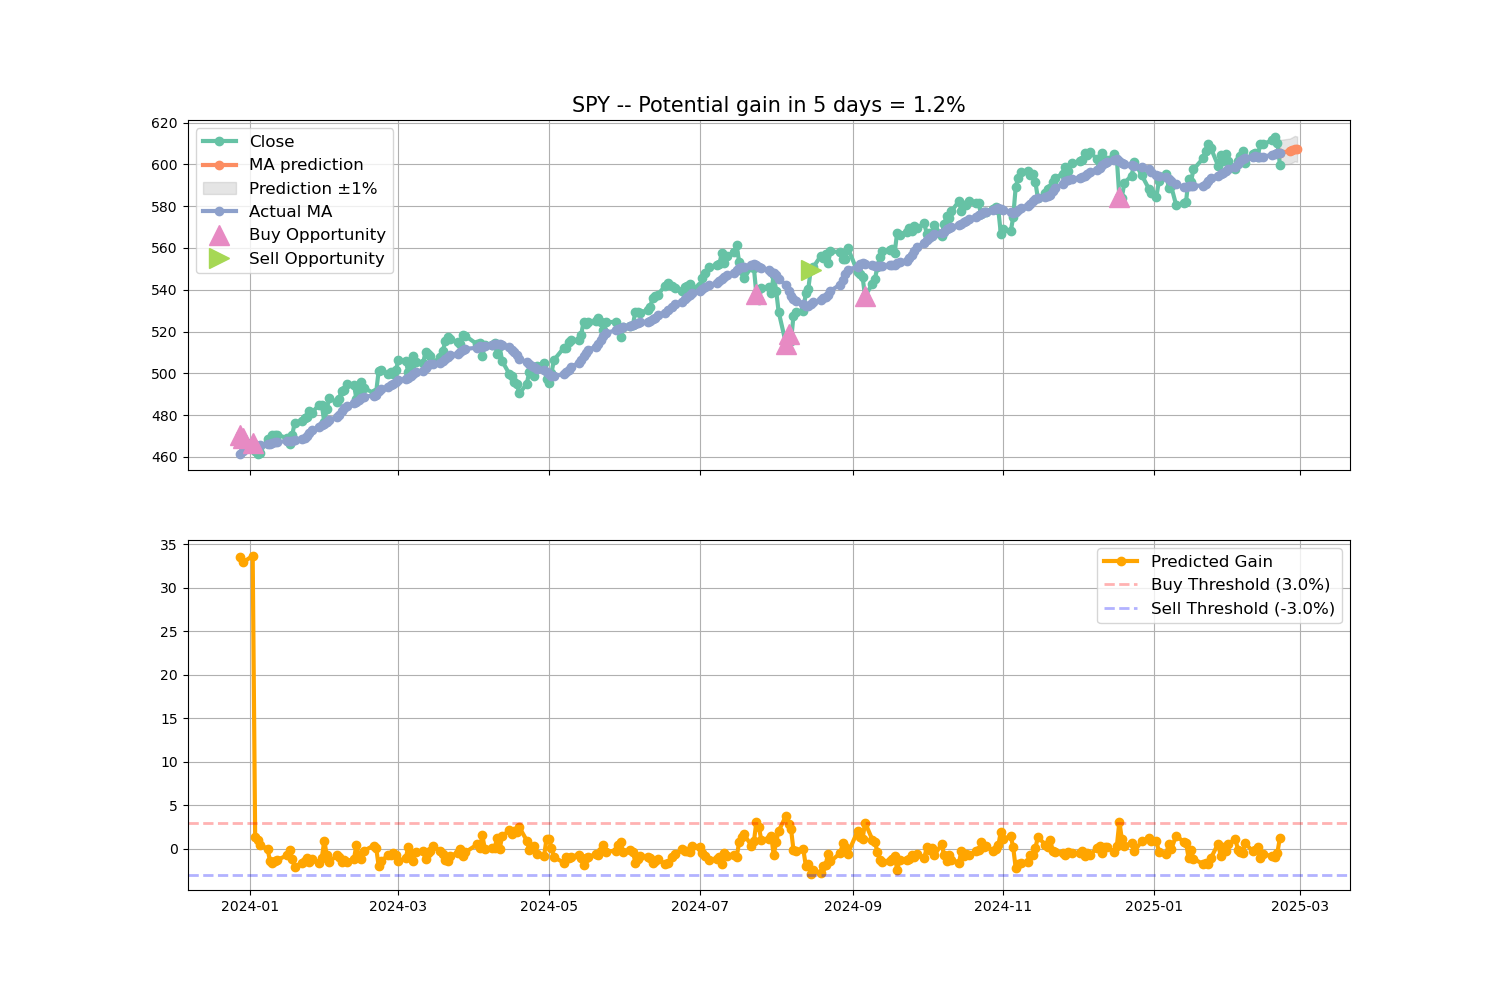 SPY -- Potential gain in 5 days = 1.2%
620
600
580
560
540
520
500
480
460
Close
MA prediction
Prediction ±1%
Actual MA
Buy Opportunity
Sell Opportunity
35
30
25
20
15
10
5
0
Predicted Gain
Buy Threshold (3.0%)
Sell Threshold (-3.0%)
2024-01
2024-03
2024-05
2024-07
2024-09
2024-11
2025-01
2025-03